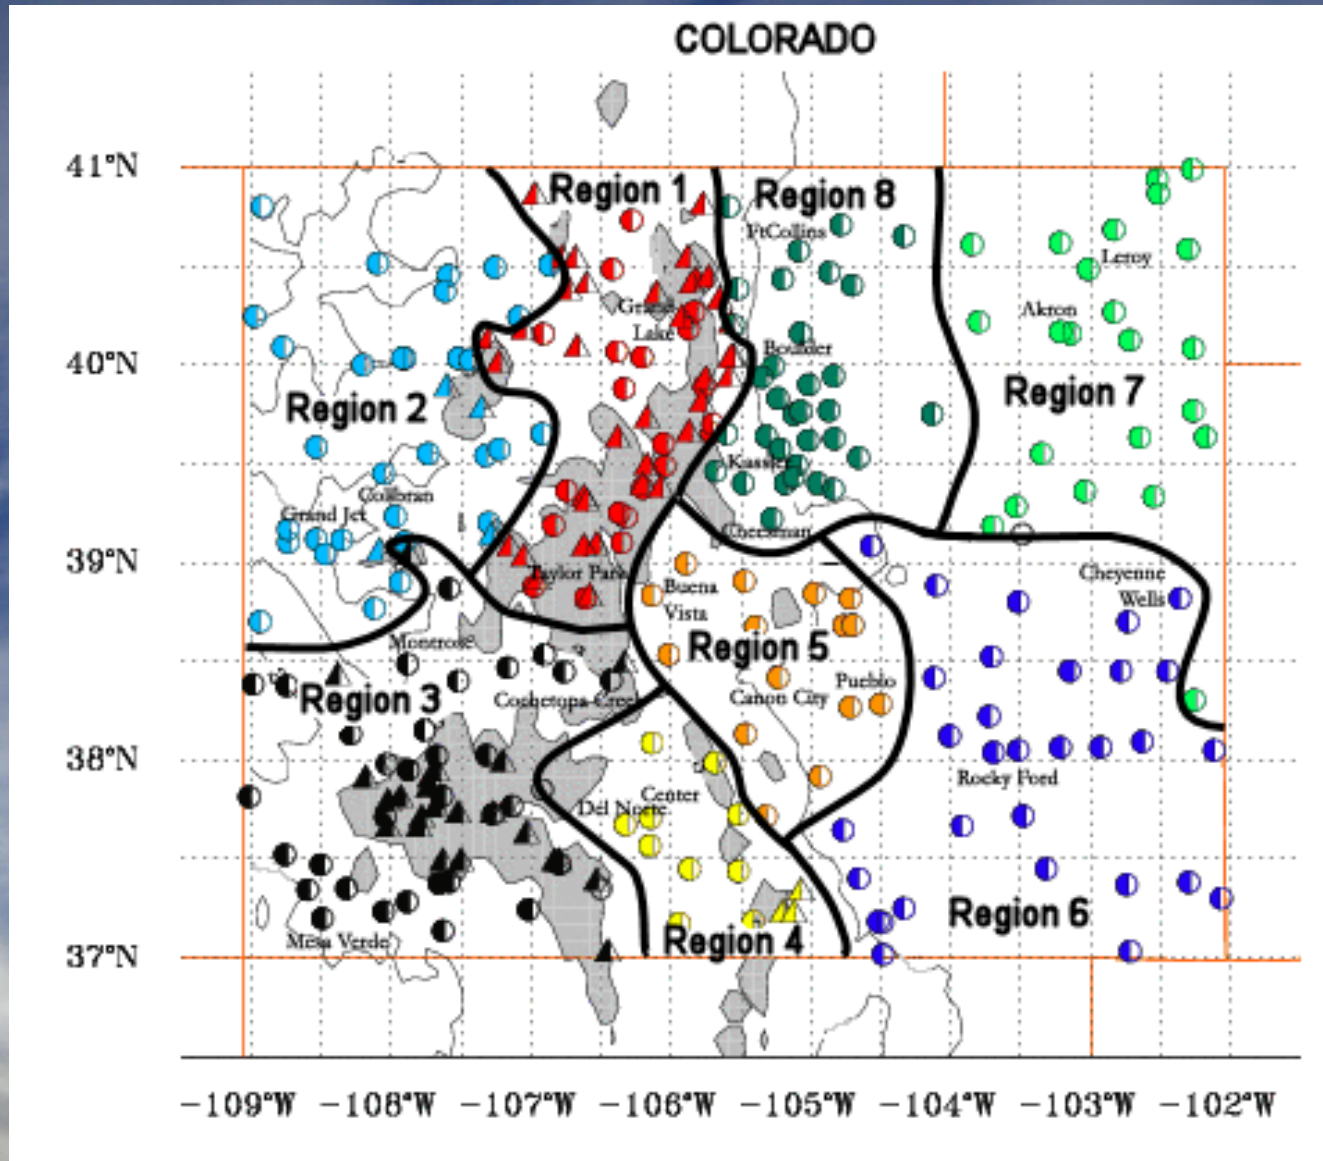 COLORADO
41°N
Region 1
Region 8
FtCollins
Leroy
Grand
Lake
Akron
40°N
Boulder
Region 7
Region 2
Kassler
Collbran
Grand Jct
Cheesman
39°N
Taylor Park
Cheyenne
Wells
Buena
Vista
Montrose
Region 5
Region 3
Pueblo
Cochetopa Creek
Canon City
38°N
Rocky Ford
Center
Del Norte
Region 6
Mesa Verde
Region 4
37°N
-109°W -108°W -107°W -106°W -105°W -104°W -103°W -102°W